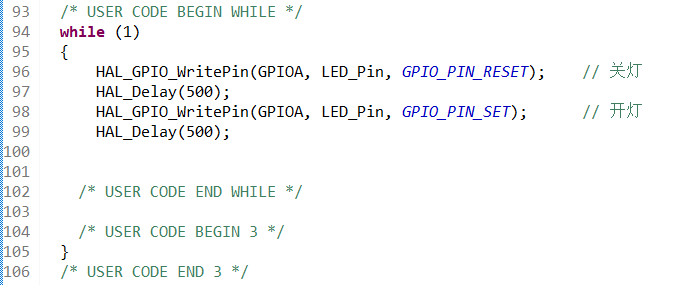 93 /* USER CODE BEGIN WHILE */
94 while (1)
95 {
96 HAL_GPIO_WritePin(GPIOA, LED_Pin, GPIO_PIN_RESET); // 关灯
97 HAL_Delay(500);
98 HAL_GPIO_WritePin(GPIOA, LED_Pin, GPIO_PIN_SET); // 开灯
99 HAL_Delay(500);
100
101
102 /* USER CODE END WHILE */
103
104 /* USER CODE BEGIN 3 */
105 }
106 /* USER CODE END 3 */